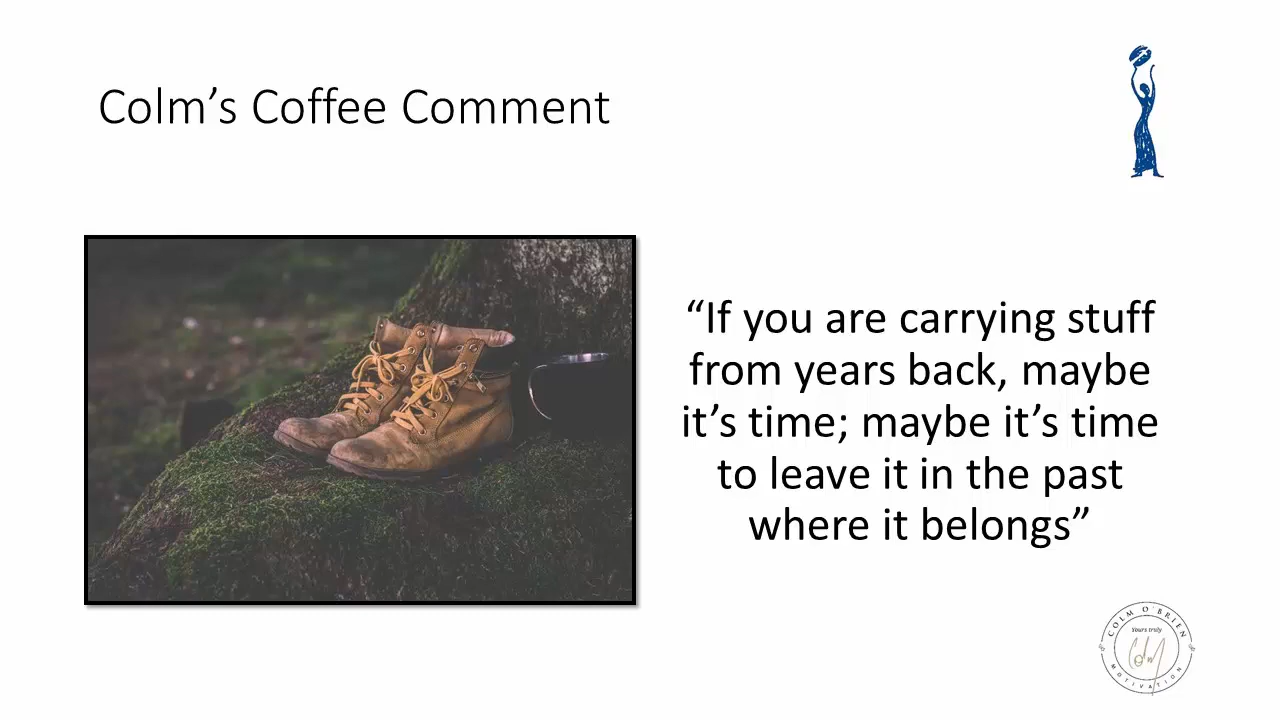 Colm’s Coffee Comment
“If you are carrying stuff
from years back, maybe
it’s time; maybe it’s time
to leave it in the past
where it belongs”
COLM O'BRIEN
Yours truly
Colm
MOTIVATION